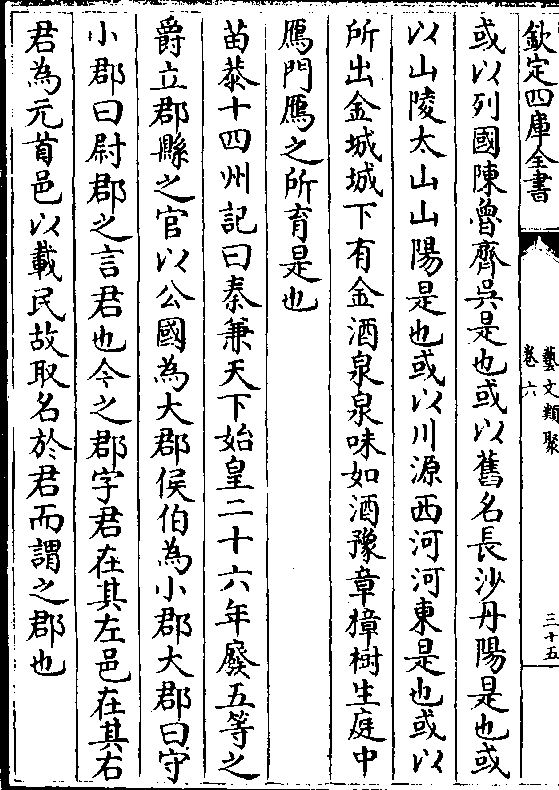 欽定四庫全書
藝文類聚
卷六
三十五
或以列國陳魯齊吳是也或以舊名長沙丹陽是也或
以山陵太山山陽是也或以川源西河河東是也或以
所出金城城下有金酒泉泉味如酒豫章獐樹生庭中
鴈門鴈之所育是也
苗恭十四州記曰秦兼天下始皇二十六年廢五等之
爵立郡縣之官以公國為大郡侯伯為小郡大郡曰守
小郡曰尉郡之言君也今之郡字君在其左邑在其右
君為元首邑以載民故取名於君而謂之郡也